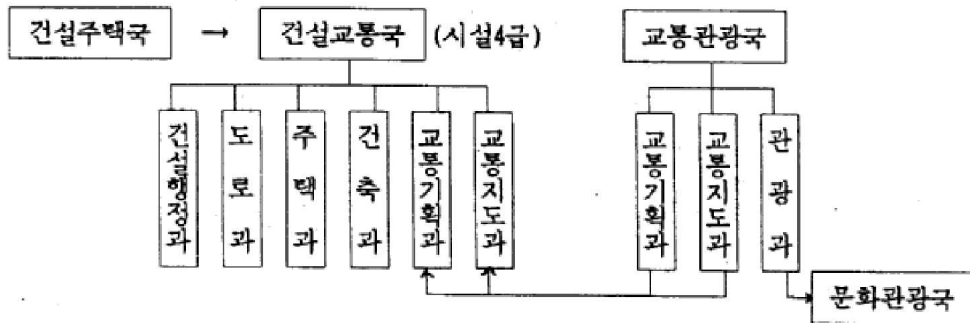 건설주택국 → 건설교통국 (시설4급) 교통관광국
건설행정과
도로과
주택과
건축과
교통기획과
교통지도과
교통기획과
교통지도과
관광과
문화관광국